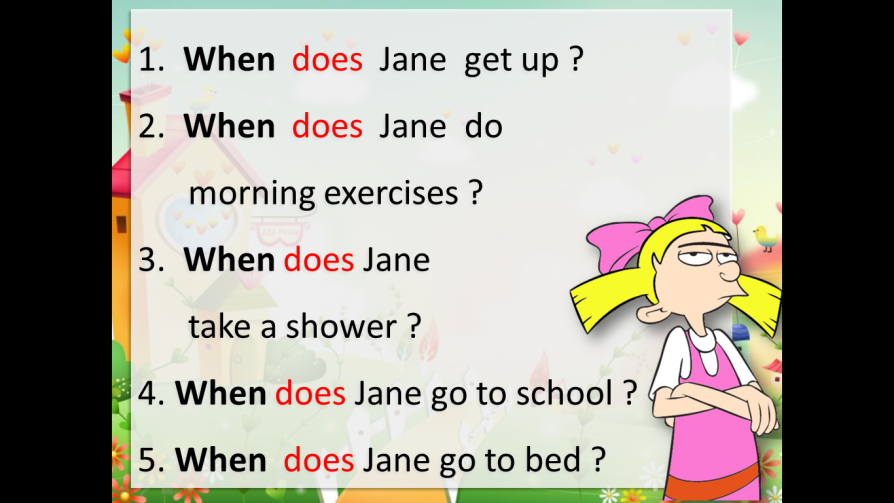 1. When does Jane get up ?
2. When does Jane do
morning exercises ?
3. When does Jane
take a shower ?
4. When does Jane go to school ?
5. When does Jane go to bed ?